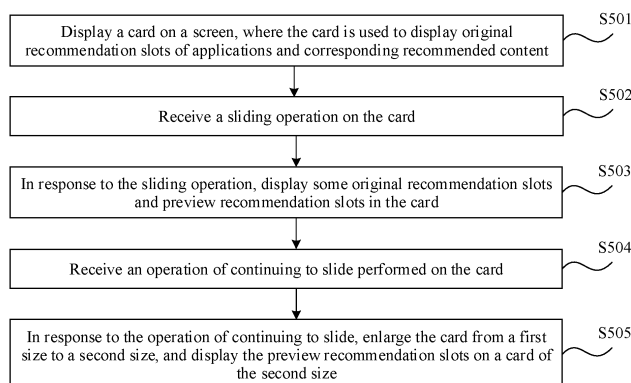 S501
Display a card on a screen, where the card is used to display original
recommendation slots of applications and corresponding recommended content
S502
Receive a sliding operation on the card
S503
In response to the sliding operation, display some original recommendation slots
and preview recommendation slots in the card
S504
Receive an operation of continuing to slide performed on the card
S505
In response to the operation of continuing to slide, enlarge the card from a first
size to a second size, and display the preview recommendation slots on a card of
the second size